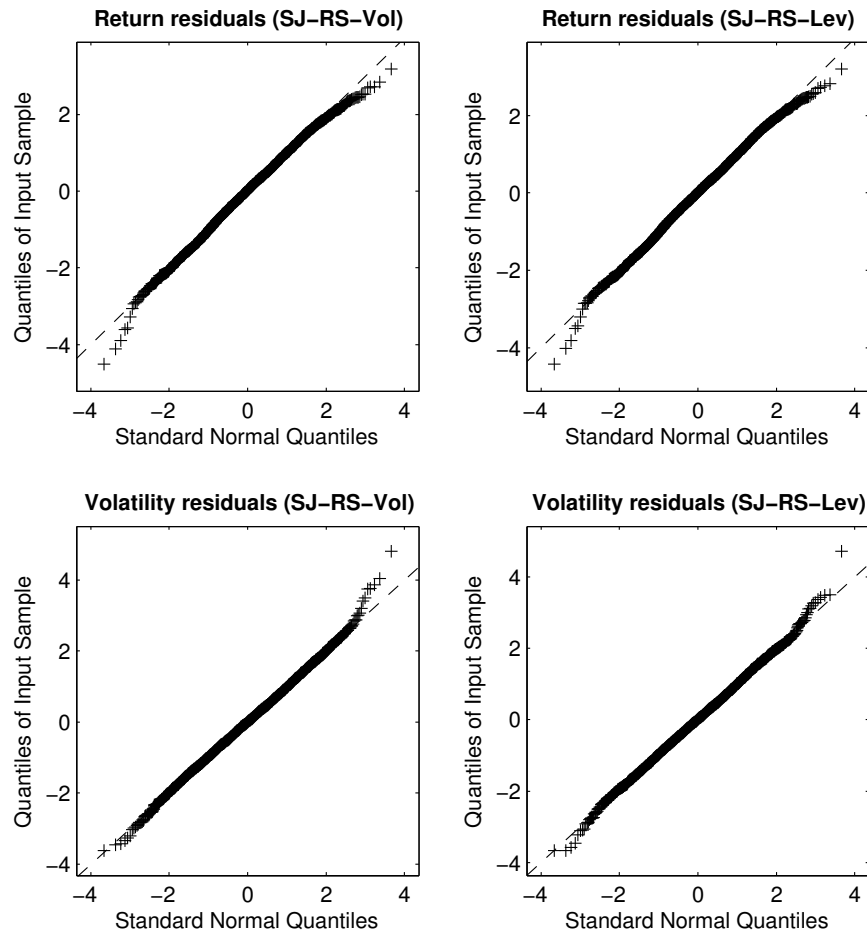 Return residuals (SJ−RS−Vol)
Quantiles of Input Sample
2
0
−2
−4
−4 −2 0 2 4
Standard Normal Quantiles
Return residuals (SJ−RS−Lev)
Quantiles of Input Sample
2
0
−2
−4
−4 −2 0 2 4
Standard Normal Quantiles
Volatility residuals (SJ−RS−Vol)
Quantiles of Input Sample
4
2
0
−2
−4
−4 −2 0 2 4
Standard Normal Quantiles
Volatility residuals (SJ−RS−Lev)
Quantiles of Input Sample
4
2
0
−2
−4
−4 −2 0 2 4
Standard Normal Quantiles